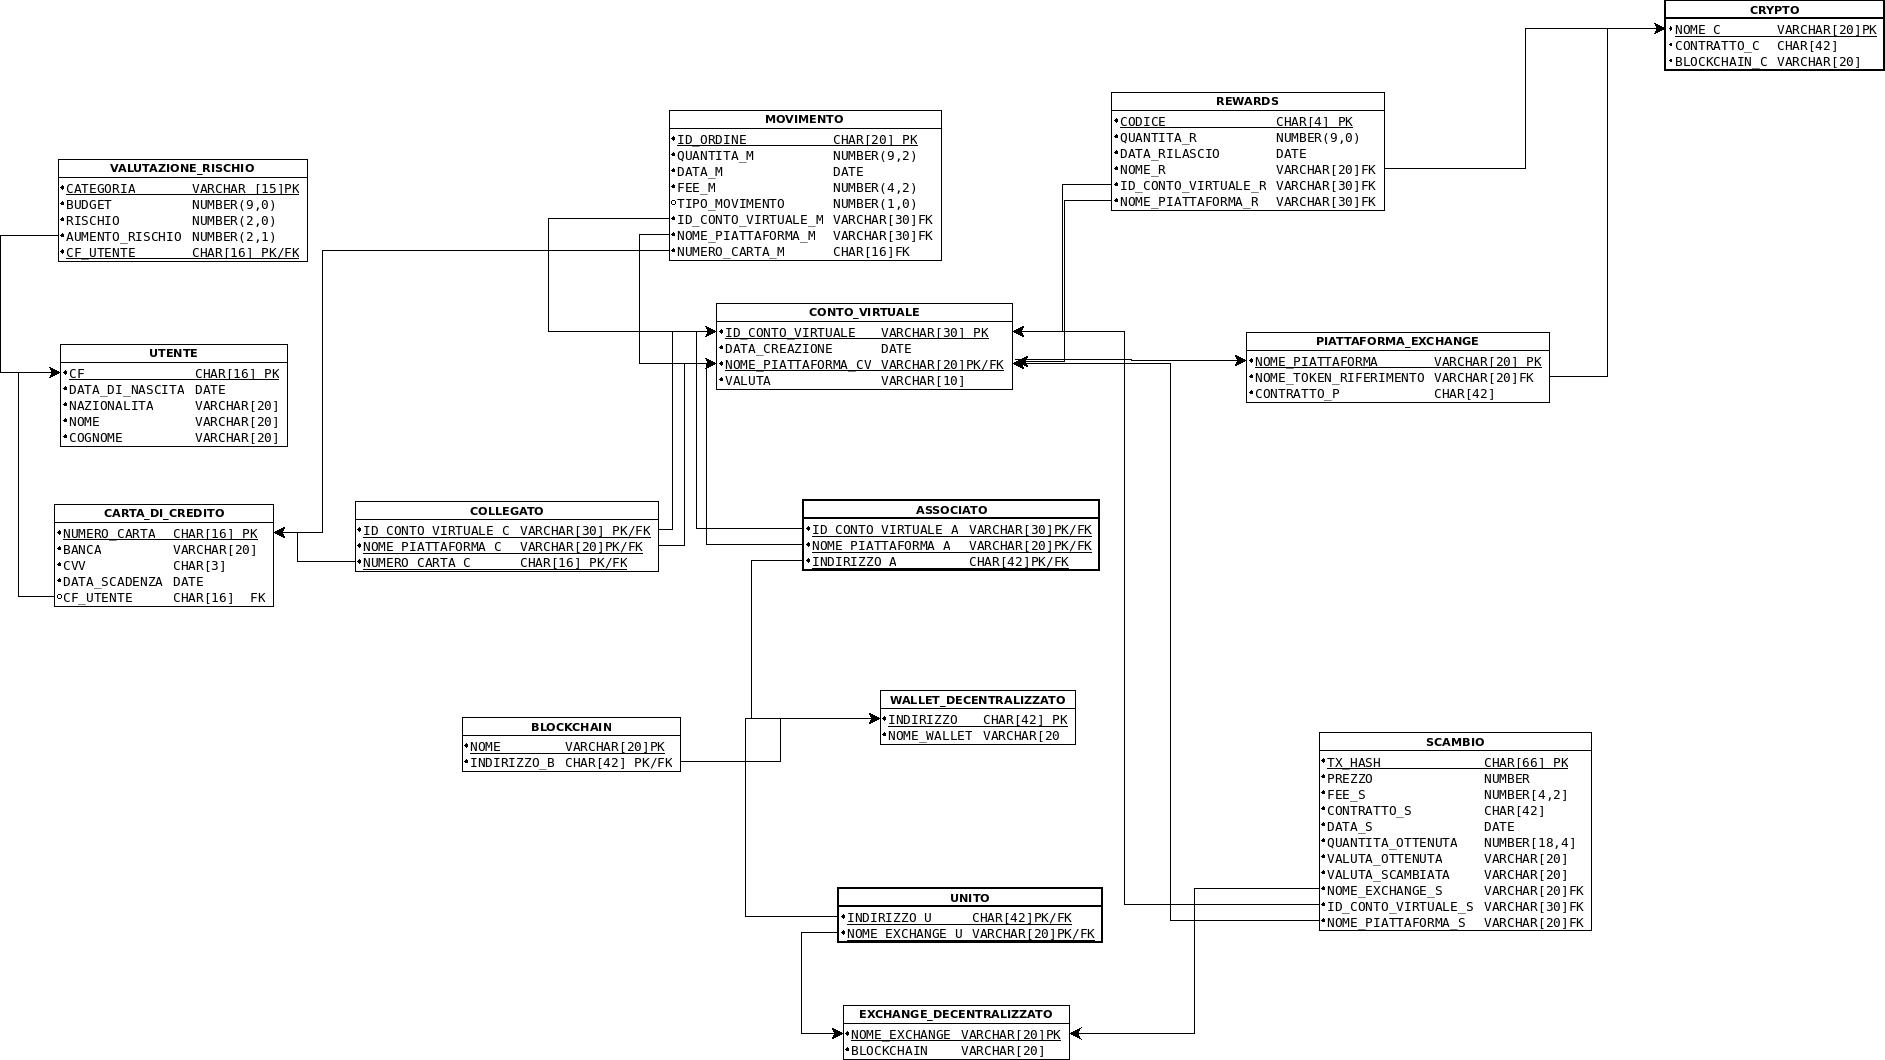 CRYPTO
NOME_C VARCHAR[20]PK
CONTRATTO_C CHAR[42]
BLOCKCHAIN_C VARCHAR[20]
REWARDS
CODICE CHAR[4] PK
QUANTITA_R NUMBER(9,0)
DATA_RILASCIO DATE
NOME_R VARCHAR[20]FK
ID_CONTO_VIRTUALE_R VARCHAR[30]FK
NOME_PIATTAFORMA_R VARCHAR[30]FK
MOVIMENTO
ID_ORDINE CHAR[20] PK
QUANTITA_M NUMBER(9,2)
DATA_M DATE
FEE_M NUMBER(4,2)
TIPO_MOVIMENTO NUMBER(1,0)
ID_CONTO_VIRTUALE_M VARCHAR[30]FK
NOME_PIATTAFORMA_M VARCHAR[30]FK
NUMERO_CARTA_M CHAR[16]FK
VALUTAZIONE_RISCHIO
CATEGORIA VARCHAR [15]PK
BUDGET NUMBER(9,0)
RISCHIO NUMBER(2,0)
AUMENTO_RISCHIO NUMBER(2,1)
CF_UTENTE CHAR[16] PK/FK
CONTO_VIRTUALE
ID_CONTO_VIRTUALE VARCHAR[30] PK
DATA_CREAZIONE DATE
NOME_PIATTAFORMA_CV VARCHAR[20]PK/FK
VALUTA VARCHAR[10]
PIATTAFORMA_EXCHANGE
NOME_PIATTAFORMA VARCHAR[20] PK
NOME_TOKEN_RIFERIMENTO VARCHAR[20]FK
CONTRATTO_P CHAR[42]
UTENTE
CF CHAR[16] PK
DATA_DI_NASCITA DATE
NAZIONALITA VARCHAR[20]
NOME VARCHAR[20]
COGNOME VARCHAR[20]
CARTA_DI_CREDITO
NUMERO_CARTA CHAR[16] PK
BANCA VARCHAR[20]
CVV CHAR[3]
DATA_SCADENZA DATE
CF_UTENTE CHAR[16] FK
COLLEGATO
ID_CONTO_VIRTUALE_C VARCHAR[30] PK/FK
NOME_PIATTAFORMA_C VARCHAR[20]PK/FK
NUMERO_CARTA_C CHAR[16] PK/FK
ASSOCIATO
ID_CONTO_VIRTUALE_A VARCHAR[30]PK/FK
NOME_PIATTAFORMA_A VARCHAR[20]PK/FK
INDIRIZZO_A CHAR[42]PK/FK
WALLET_DECENTRALIZZATO
INDIRIZZO CHAR[42] PK
NOME_WALLET VARCHAR[20
BLOCKCHAIN
NOME VARCHAR[20]PK
INDIRIZZO_B CHAR[42] PK/FK
SCAMBIO
TX_HASH CHAR[66] PK
PREZZO NUMBER
FEE_S NUMBER[4,2]
CONTRATTO_S CHAR[42]
DATA_S DATE
QUANTITA_OTTENUTA NUMBER[18,4]
VALUTA_OTTENUTA VARCHAR[20]
VALUTA_SCAMBIATA VARCHAR[20]
NOME_EXCHANGE_S VARCHAR[20]FK
ID_CONTO_VIRTUALE_S VARCHAR[30]FK
NOME_PIATTAFORMA_S VARCHAR[20]FK
UNITO
INDIRIZZO_U CHAR[42]PK/FK
NOME_EXCHANGE_U VARCHAR[20]PK/FK
EXCHANGE_DECENTRALIZZATO
NOME_EXCHANGE VARCHAR[20]PK
BLOCKCHAIN VARCHAR[20]